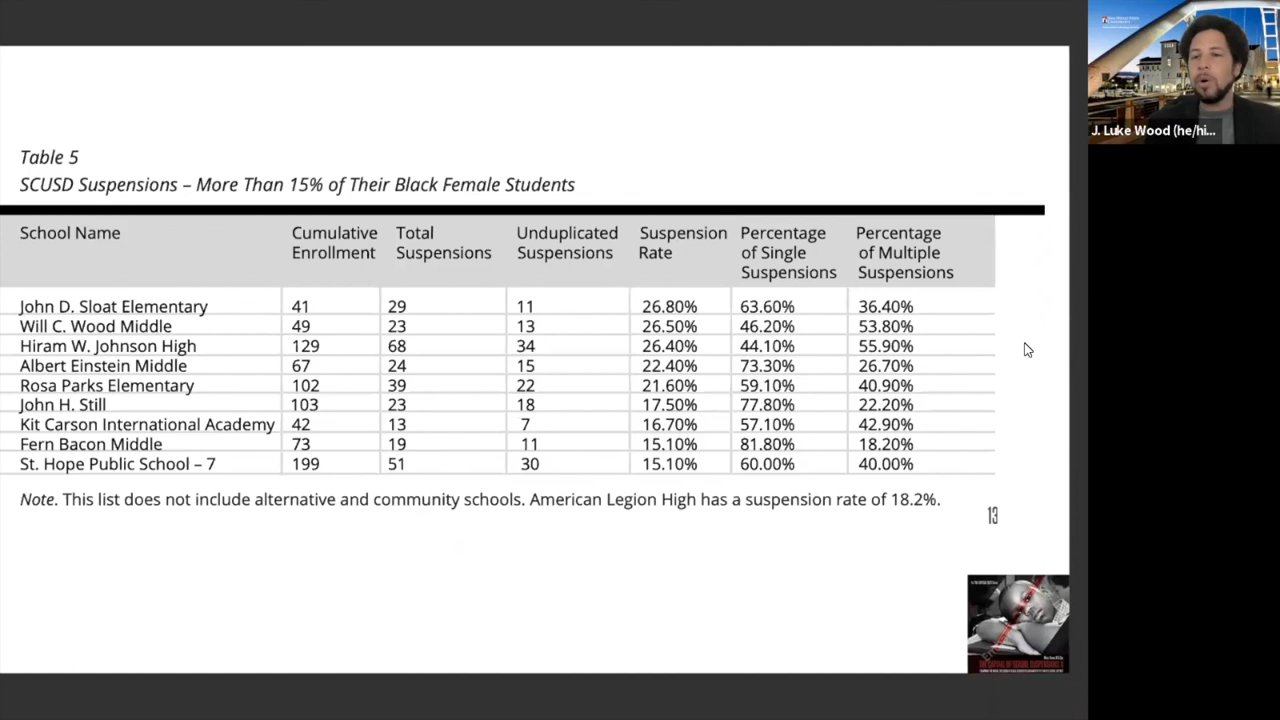 Table 5
SCUSD Suspensions – More Than 15% of Their Black Female Students
School Name Cumulative Enrollment Total Suspensions Unduplicated Suspensions Suspension Rate Percentage of Single Suspensions Percentage of Multiple Suspensions
John D. Sloat Elementary 41 29 11 26.80% 63.60% 36.40%
Will C. Wood Middle 49 23 13 26.50% 46.20% 53.80%
Hiram W. Johnson High 129 68 34 26.40% 44.10% 55.90%
Albert Einstein Middle 67 24 15 22.40% 73.30% 26.70%
Rosa Parks Elementary 102 39 22 21.60% 59.10% 40.90%
John H. Still 103 23 18 17.50% 77.80% 22.20%
Kit Carson International Academy 42 13 7 16.70% 57.10% 42.90%
Fern Bacon Middle 73 19 11 15.10% 81.80% 18.20%
St. Hope Public School – 7 199 51 30 15.10% 60.00% 40.00%
Note. This list does not include alternative and community schools. American Legion High has a suspension rate of 18.2%.
13
J. Luke Wood (he/hi...